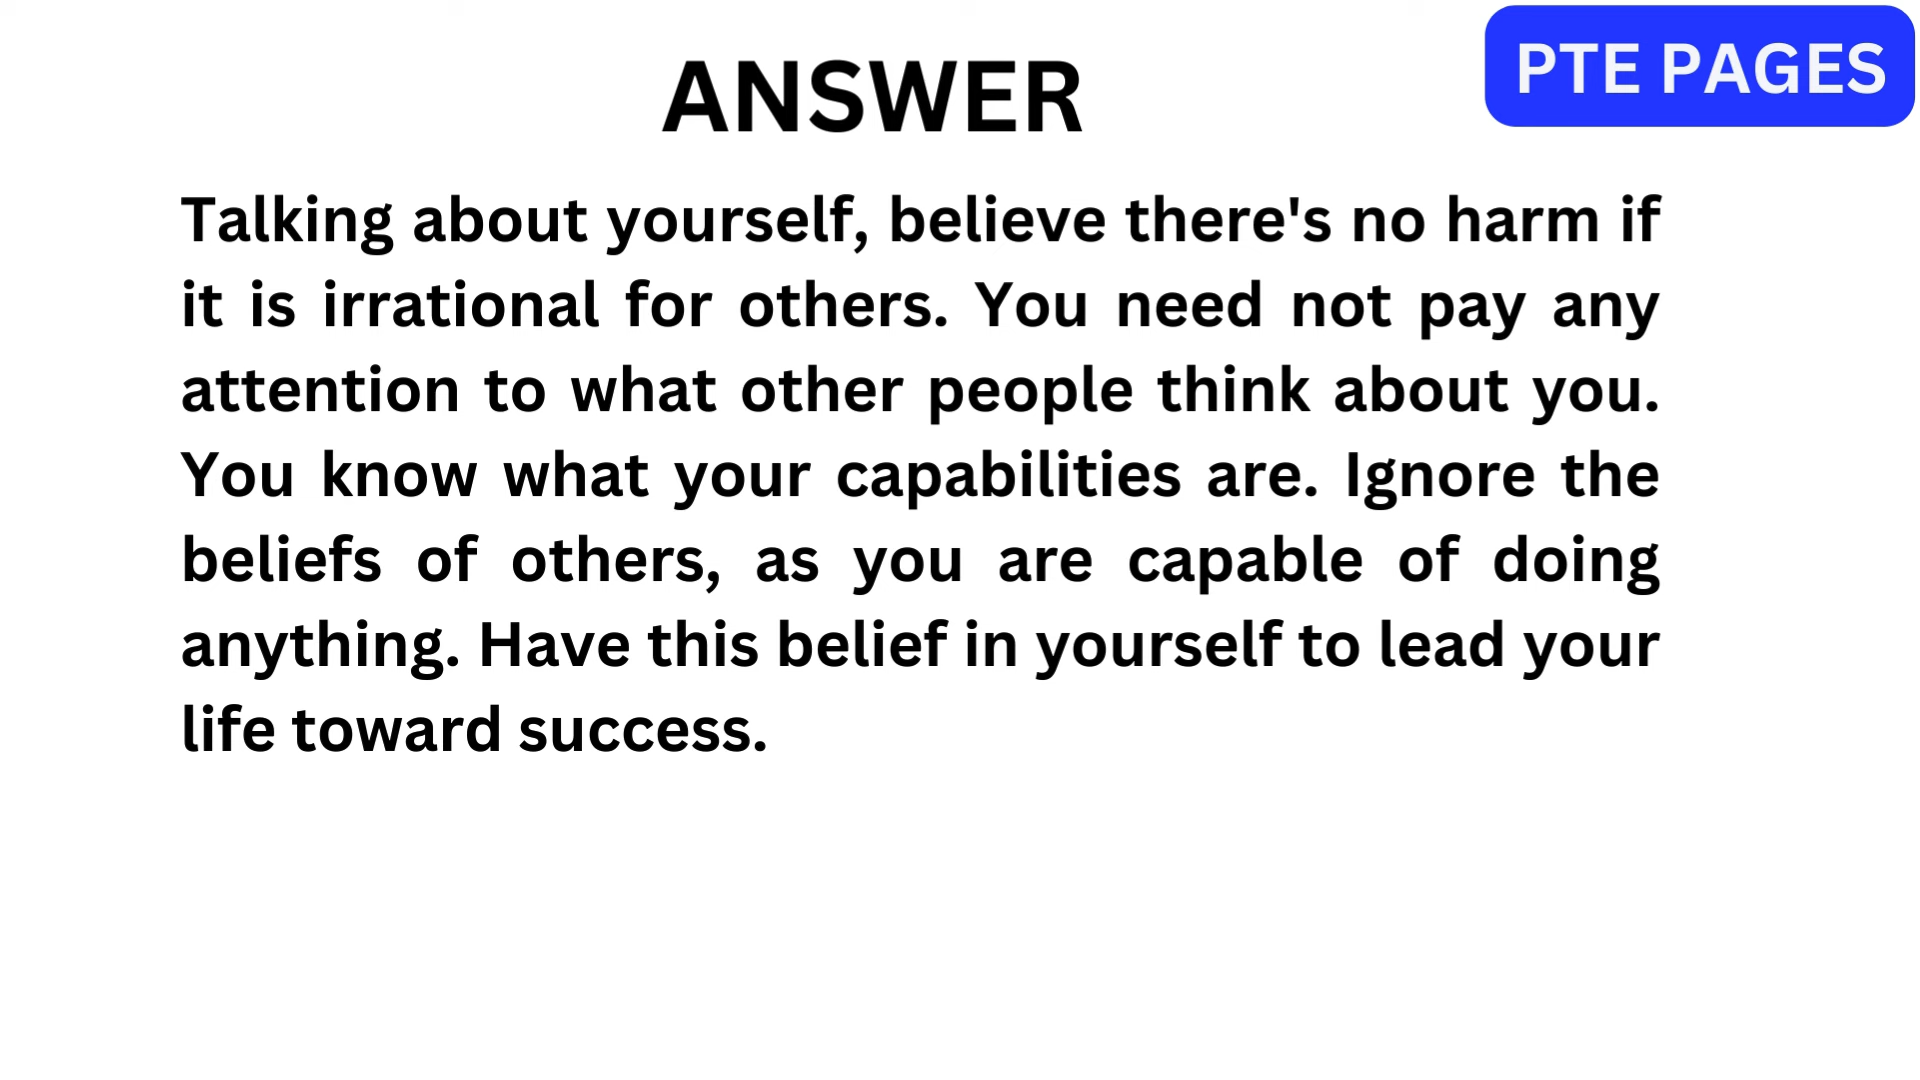 ANSWER
PTE PAGES
Talking about yourself, believe there's no harm if
it is irrational for others. You need not pay any
attention to what other people think about you.
You know what your capabilities are. Ignore the
beliefs of others, as you are capable of doing
anything. Have this belief in yourself to lead your
life toward success.